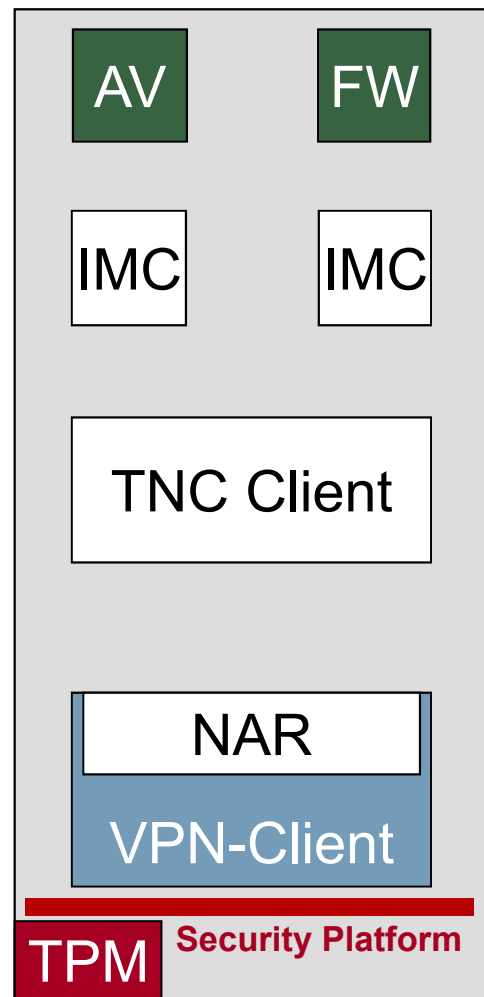 AV FW
IMC IMC
TNC Client
NAR
VPN-Client
Security Platform
TPM